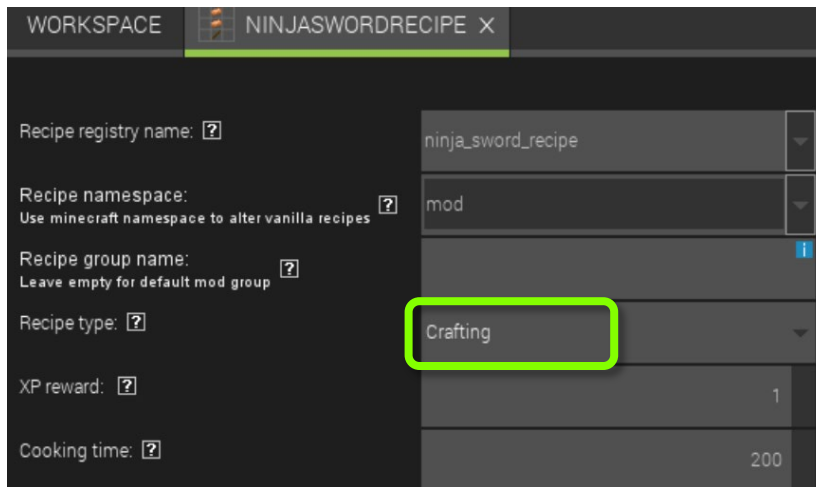 WORKSPACE NINJASWORDRECIPE ×
Recipe registry name: ?
ninja_sword_recipe
Recipe namespace:
Use minecraft namespace to alter vanilla recipes ?
mod
Recipe group name:
Leave empty for default mod group ?
i
Recipe type: ?
Crafting
XP reward: ?
1
Cooking time: ?
200